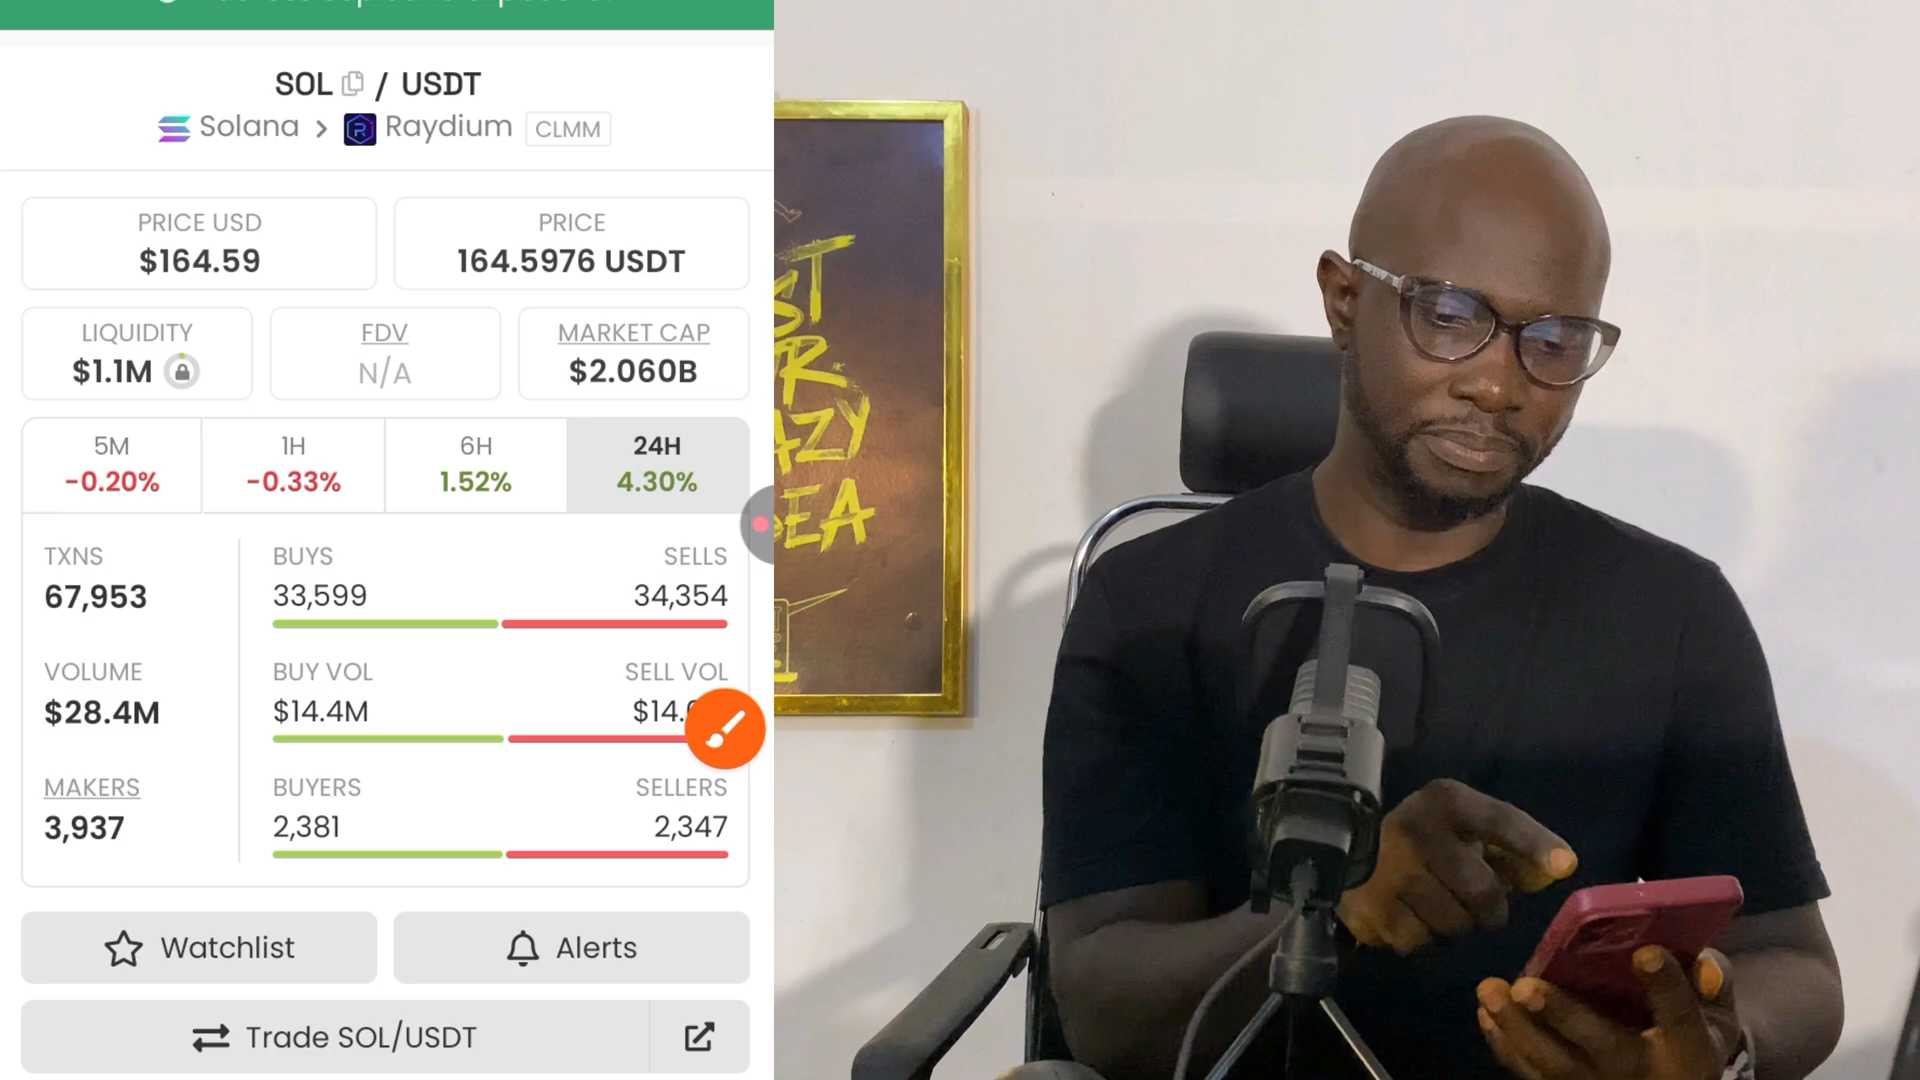 SOL / USDT
Solana > Raydium CLMM
PRICE USD
$164.59
PRICE
164.5976 USDT
LIQUIDITY
$1.1M
FDV
N/A
MARKET CAP
$2.060B
5M
-0.20%
1H
-0.33%
6H
1.52%
24H
4.30%
TXNS
67,953
BUYS
33,599
SELLS
34,354
VOLUME
$28.4M
BUY VOL
$14.4M
SELL VOL
$14.
MAKERS
3,937
BUYERS
2,381
SELLERS
2,347
Watchlist
Alerts
Trade SOL/USDT